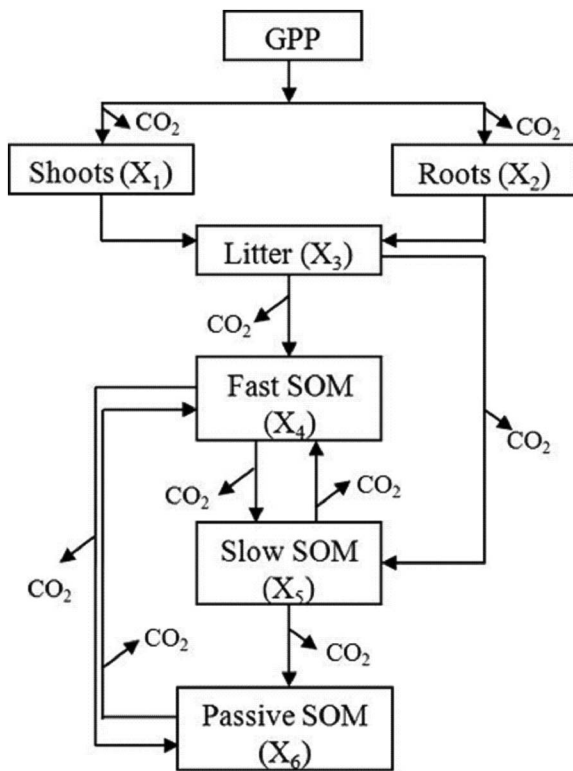 GPP
CO₂
CO₂
Shoots (X₁)
Roots (X₂)
Litter (X₃)
CO₂
Fast SOM
(X₄)
CO₂
CO₂
CO₂
Slow SOM
(X₅)
CO₂
CO₂
CO₂
Passive SOM
(X₆)